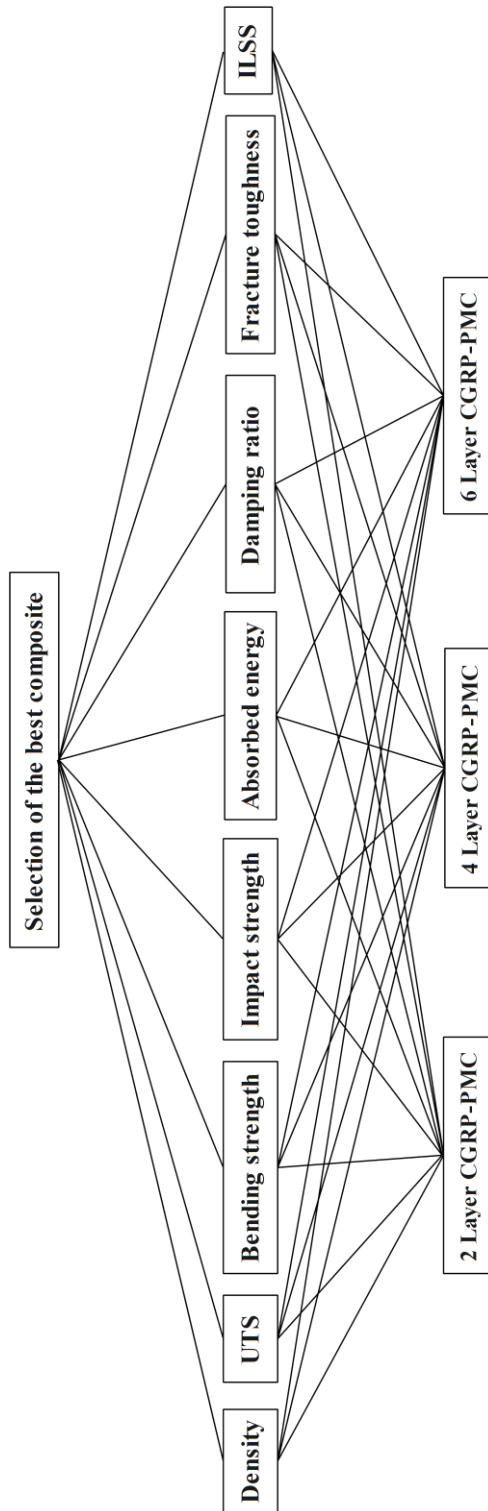 Selection of the best composite
Density
UTS
Bending strength
Impact strength
Absorbed energy
Damping ratio
Fracture toughness
ILSS
2 Layer CGRP-PMC
4 Layer CGRP-PMC
6 Layer CGRP-PMC